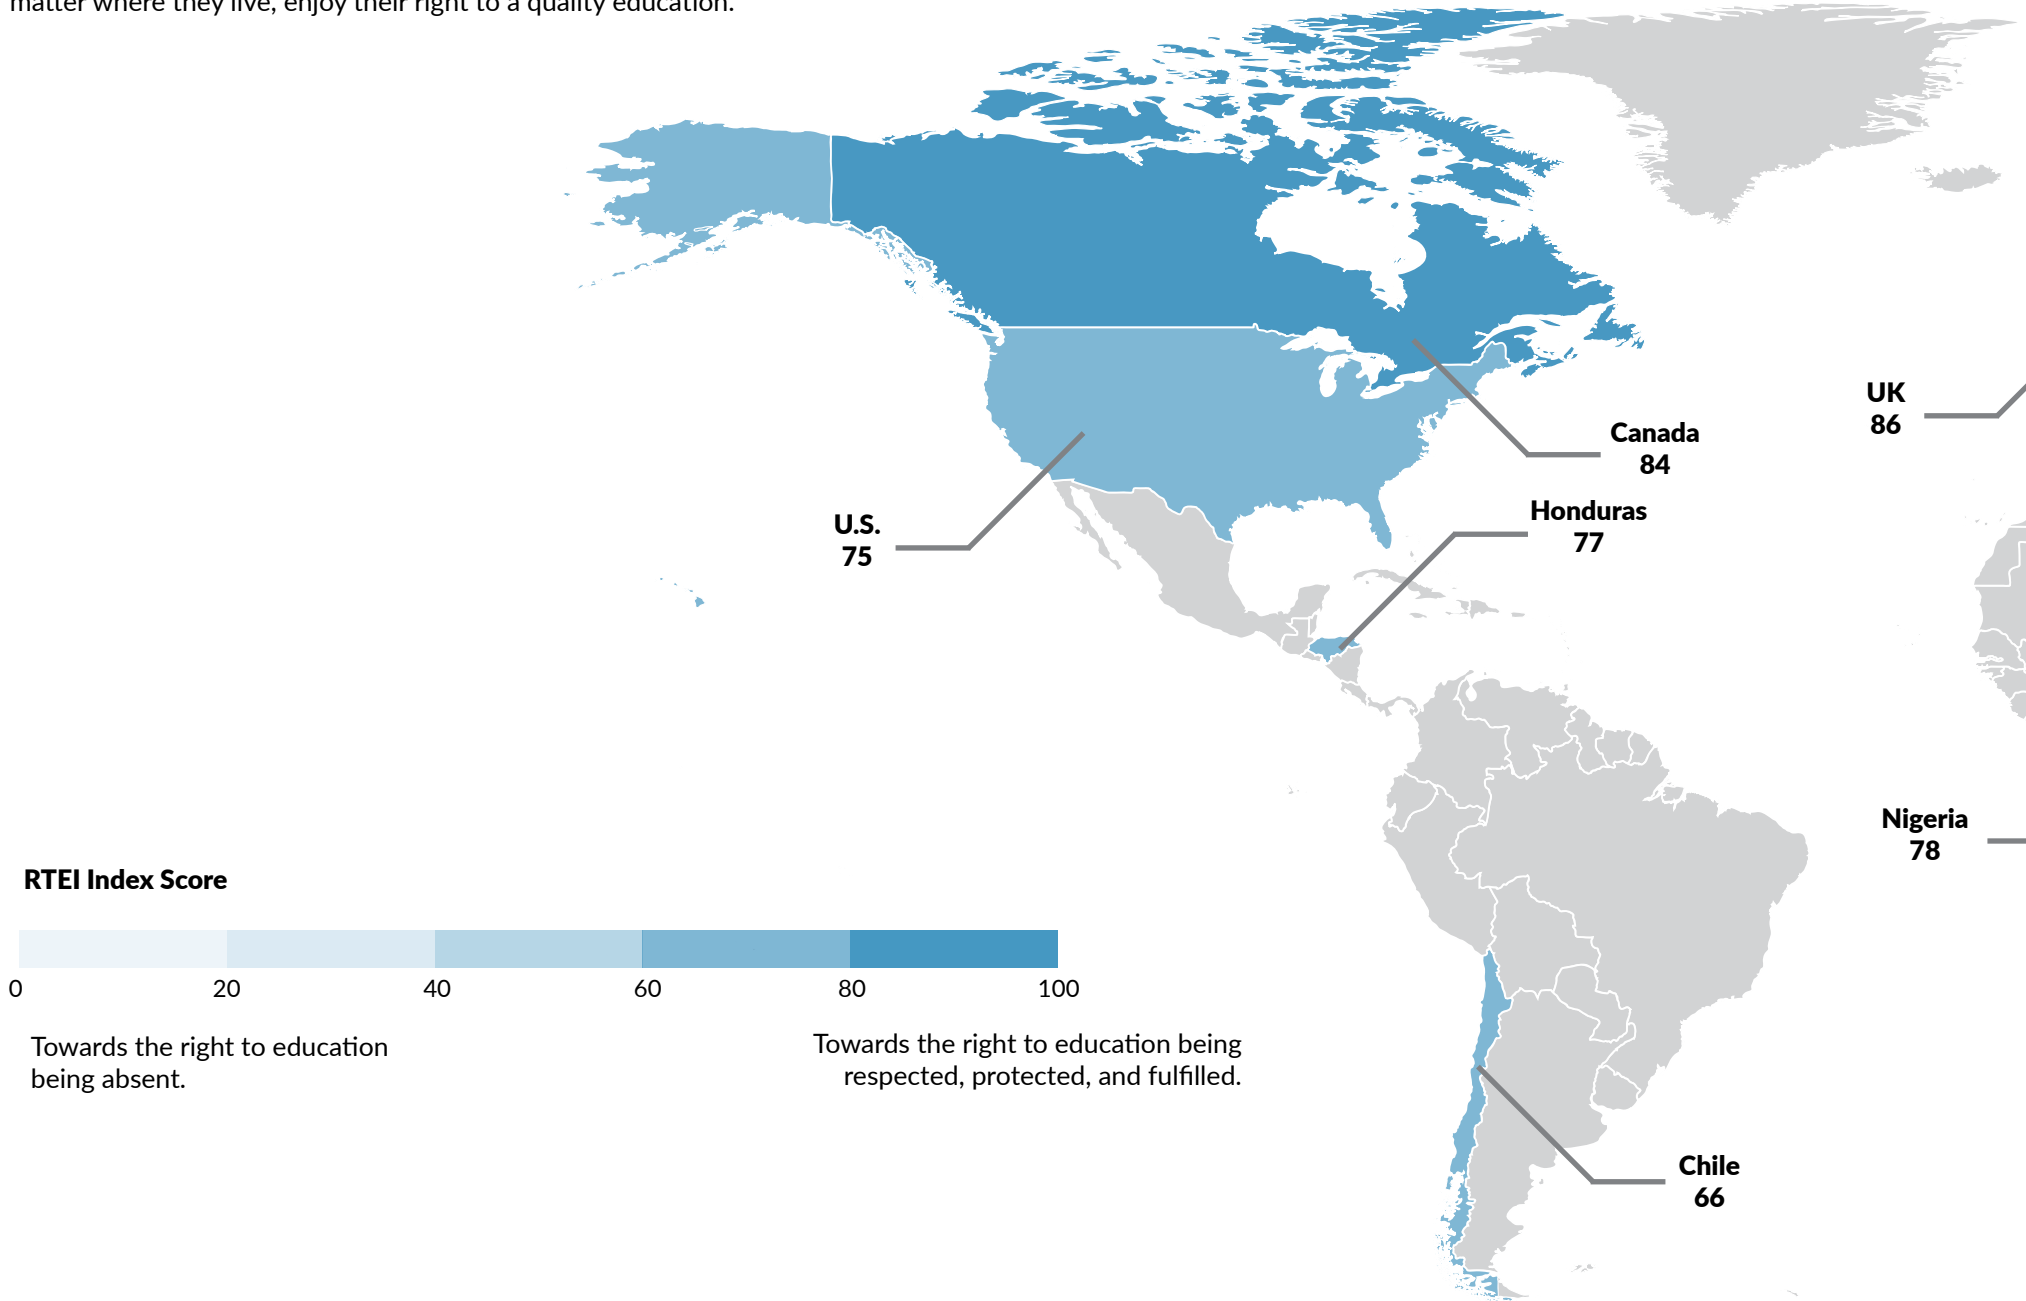 matter where they live, enjoy their right to a quality education.
UK
86
Canada
84
Honduras
77
U.S.
75
Nigeria
78
RTEI Index Score
0 20 40 60 80 100
Towards the right to education
being absent.
Towards the right to education being
respected, protected, and fulfilled.
Chile
66